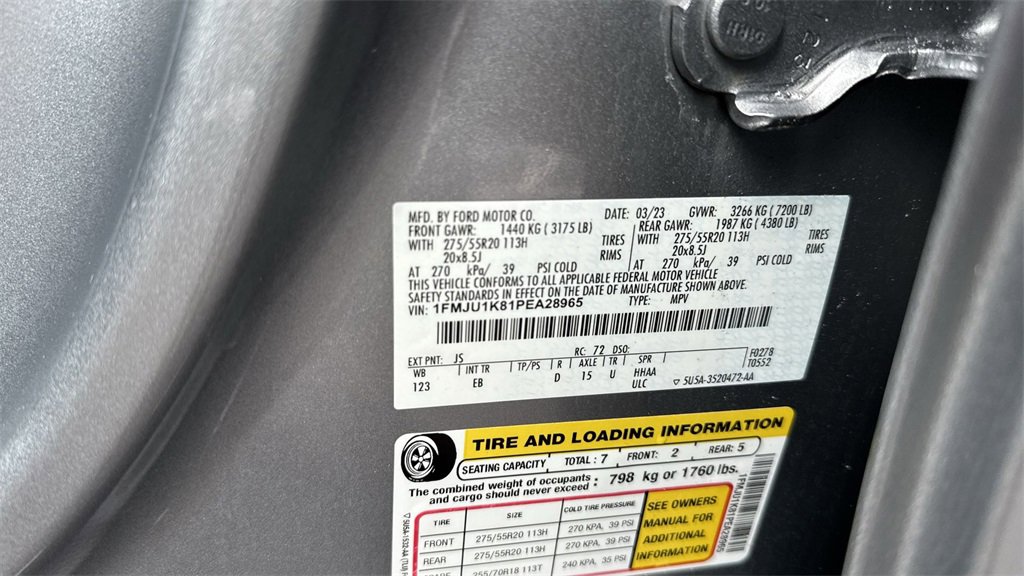 MFD. BY FORD MOTOR CO. DATE: 03/23 GVWR: 3266 KG ( 7200 LB)
FRONT GAWR: 1440 KG ( 3175 LB) REAR GAWR: 1987 KG ( 4380 LB)
WITH 275/55R20 113H TIRES WITH 275/55R20 113H TIRES
20x8.5J RIMS 20x8.5J RIMS
AT 270 kPa/ 39 PSI COLD AT 270 kPa/ 39 PSI COLD
THIS VEHICLE CONFORMS TO ALL APPLICABLE FEDERAL MOTOR VEHICLE
SAFETY STANDARDS IN EFFECT ON THE DATE OF MANUFACTURE SHOWN ABOVE.
VIN: 1FMJU1K81PEA28965 TYPE: MPV
EXT PNT: JS RC: 72 DSO: F0278
WB INT TR TP/PS R AXLE TR SPR T0552
123 EB D 15 U HHAA
ULC 5U5A-3520472-AA
TIRE AND LOADING INFORMATION
SEATING CAPACITY TOTAL : 7 FRONT: 2 REAR: 5
The combined weight of occupants and cargo should never exceed : 798 kg or 1760 lbs.
TIRE SIZE COLD TIRE PRESSURE
FRONT 275/55R20 113H 270 KPA, 39 PSI
REAR 275/55R20 113H 270 KPA, 39 PSI
255/70R18 113T 240 KPA, 35 PSI
SEE OWNERS
MANUAL FOR
ADDITIONAL
INFORMATION
1FMJU1K81PEA28965